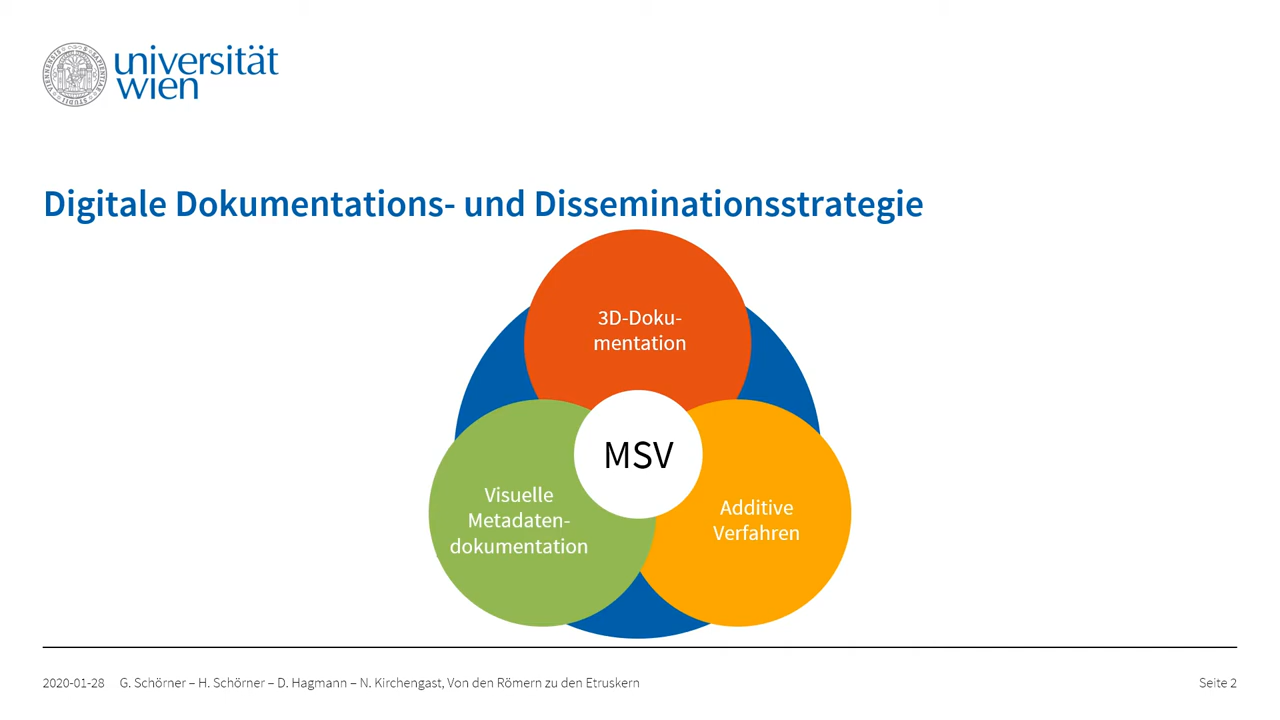 universität
wien
Digitale Dokumentations- und Disseminationsstrategie
3D-Doku-
mentation
MSV
Visuelle
Metadaten-
dokumentation
Additive
Verfahren
2020-01-28 G. Schörner – H. Schörner – D. Hagmann – N. Kirchengast, Von den Römern zu den Etruskern Seite 2